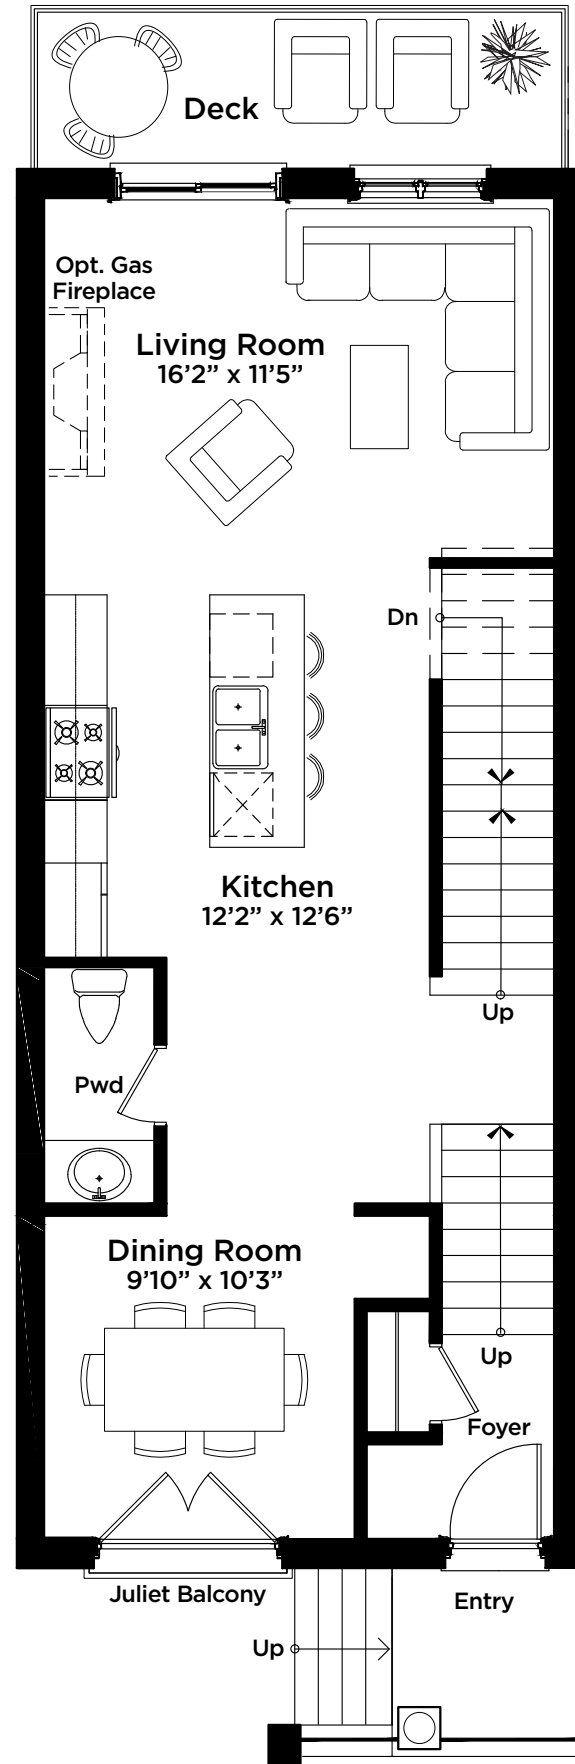 Deck
Opt. Gas
Fireplace
Living Room
16’2” x 11’5”
Dn
Kitchen
12’2” x 12’6”
Up
Pwd
Dining Room
9’10” x 10’3”
Up
Foyer
Juliet Balcony
Entry
Up